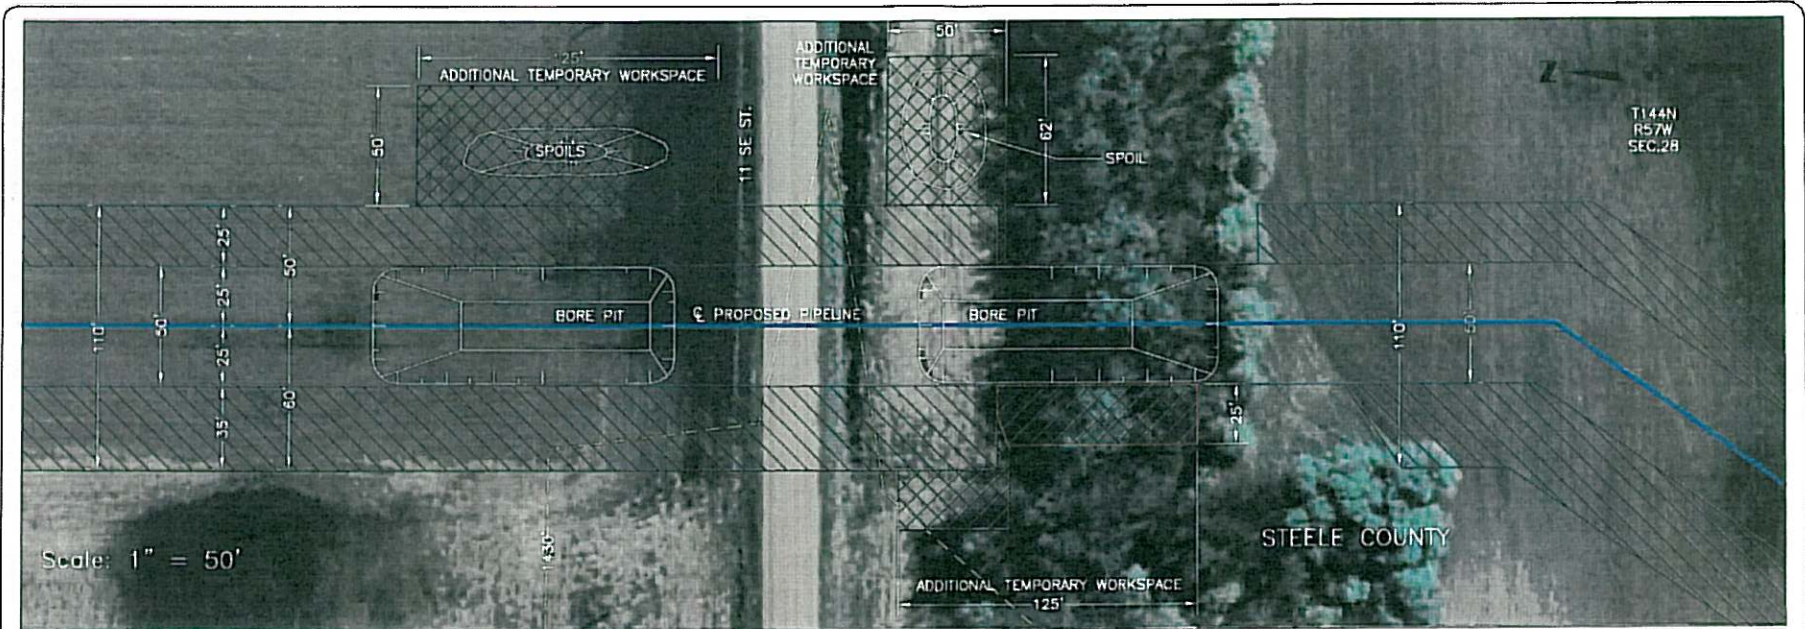 50'
125'
ADDITIONAL TEMPORARY WORKSPACE
ADDITIONAL
TEMPORARY
WORKSPACE
Z
T144N
R57W
SEC.28
50'
SPOILS
11 SE ST.
62'
SPOIL
110'
50'
25'
25'
25'
35'
50'
60'
BORE PIT
℄ PROPOSED PIPELINE
BORE PIT
110'
50'
25'
1430'
Scale: 1" = 50'
STEELE COUNTY
ADDITIONAL TEMPORARY WORKSPACE
125'